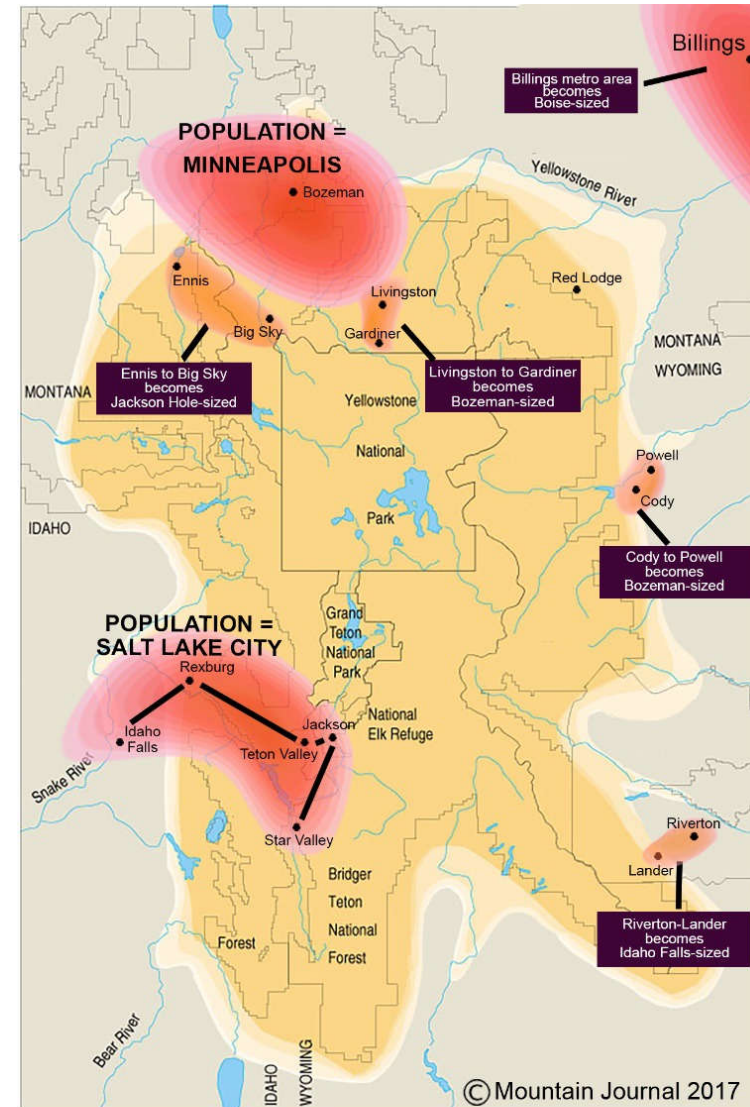 Billings
Billings metro area
becomes
Boise-sized
POPULATION =
MINNEAPOLIS
Bozeman
Yellowstone River
Ennis
Livingston
Red Lodge
Big Sky
Gardiner
MONTANA
WYOMING
Ennis to Big Sky
becomes
Jackson Hole-sized
Livingston to Gardiner
becomes
Bozeman-sized
MONTANA
Yellowstone
National
Park
Powell
Cody
IDAHO
Cody to Powell
becomes
Bozeman-sized
POPULATION =
SALT LAKE CITY
Rexburg
Grand
Teton
National
Park
Idaho
Falls
Jackson
Teton Valley
National
Elk Refuge
Snake River
Star Valley
Riverton
Lander
Bridger
Teton
National
Forest
Forest
Riverton-Lander
becomes
Idaho Falls-sized
Bear River
IDAHO
WYOMING
© Mountain Journal 2017